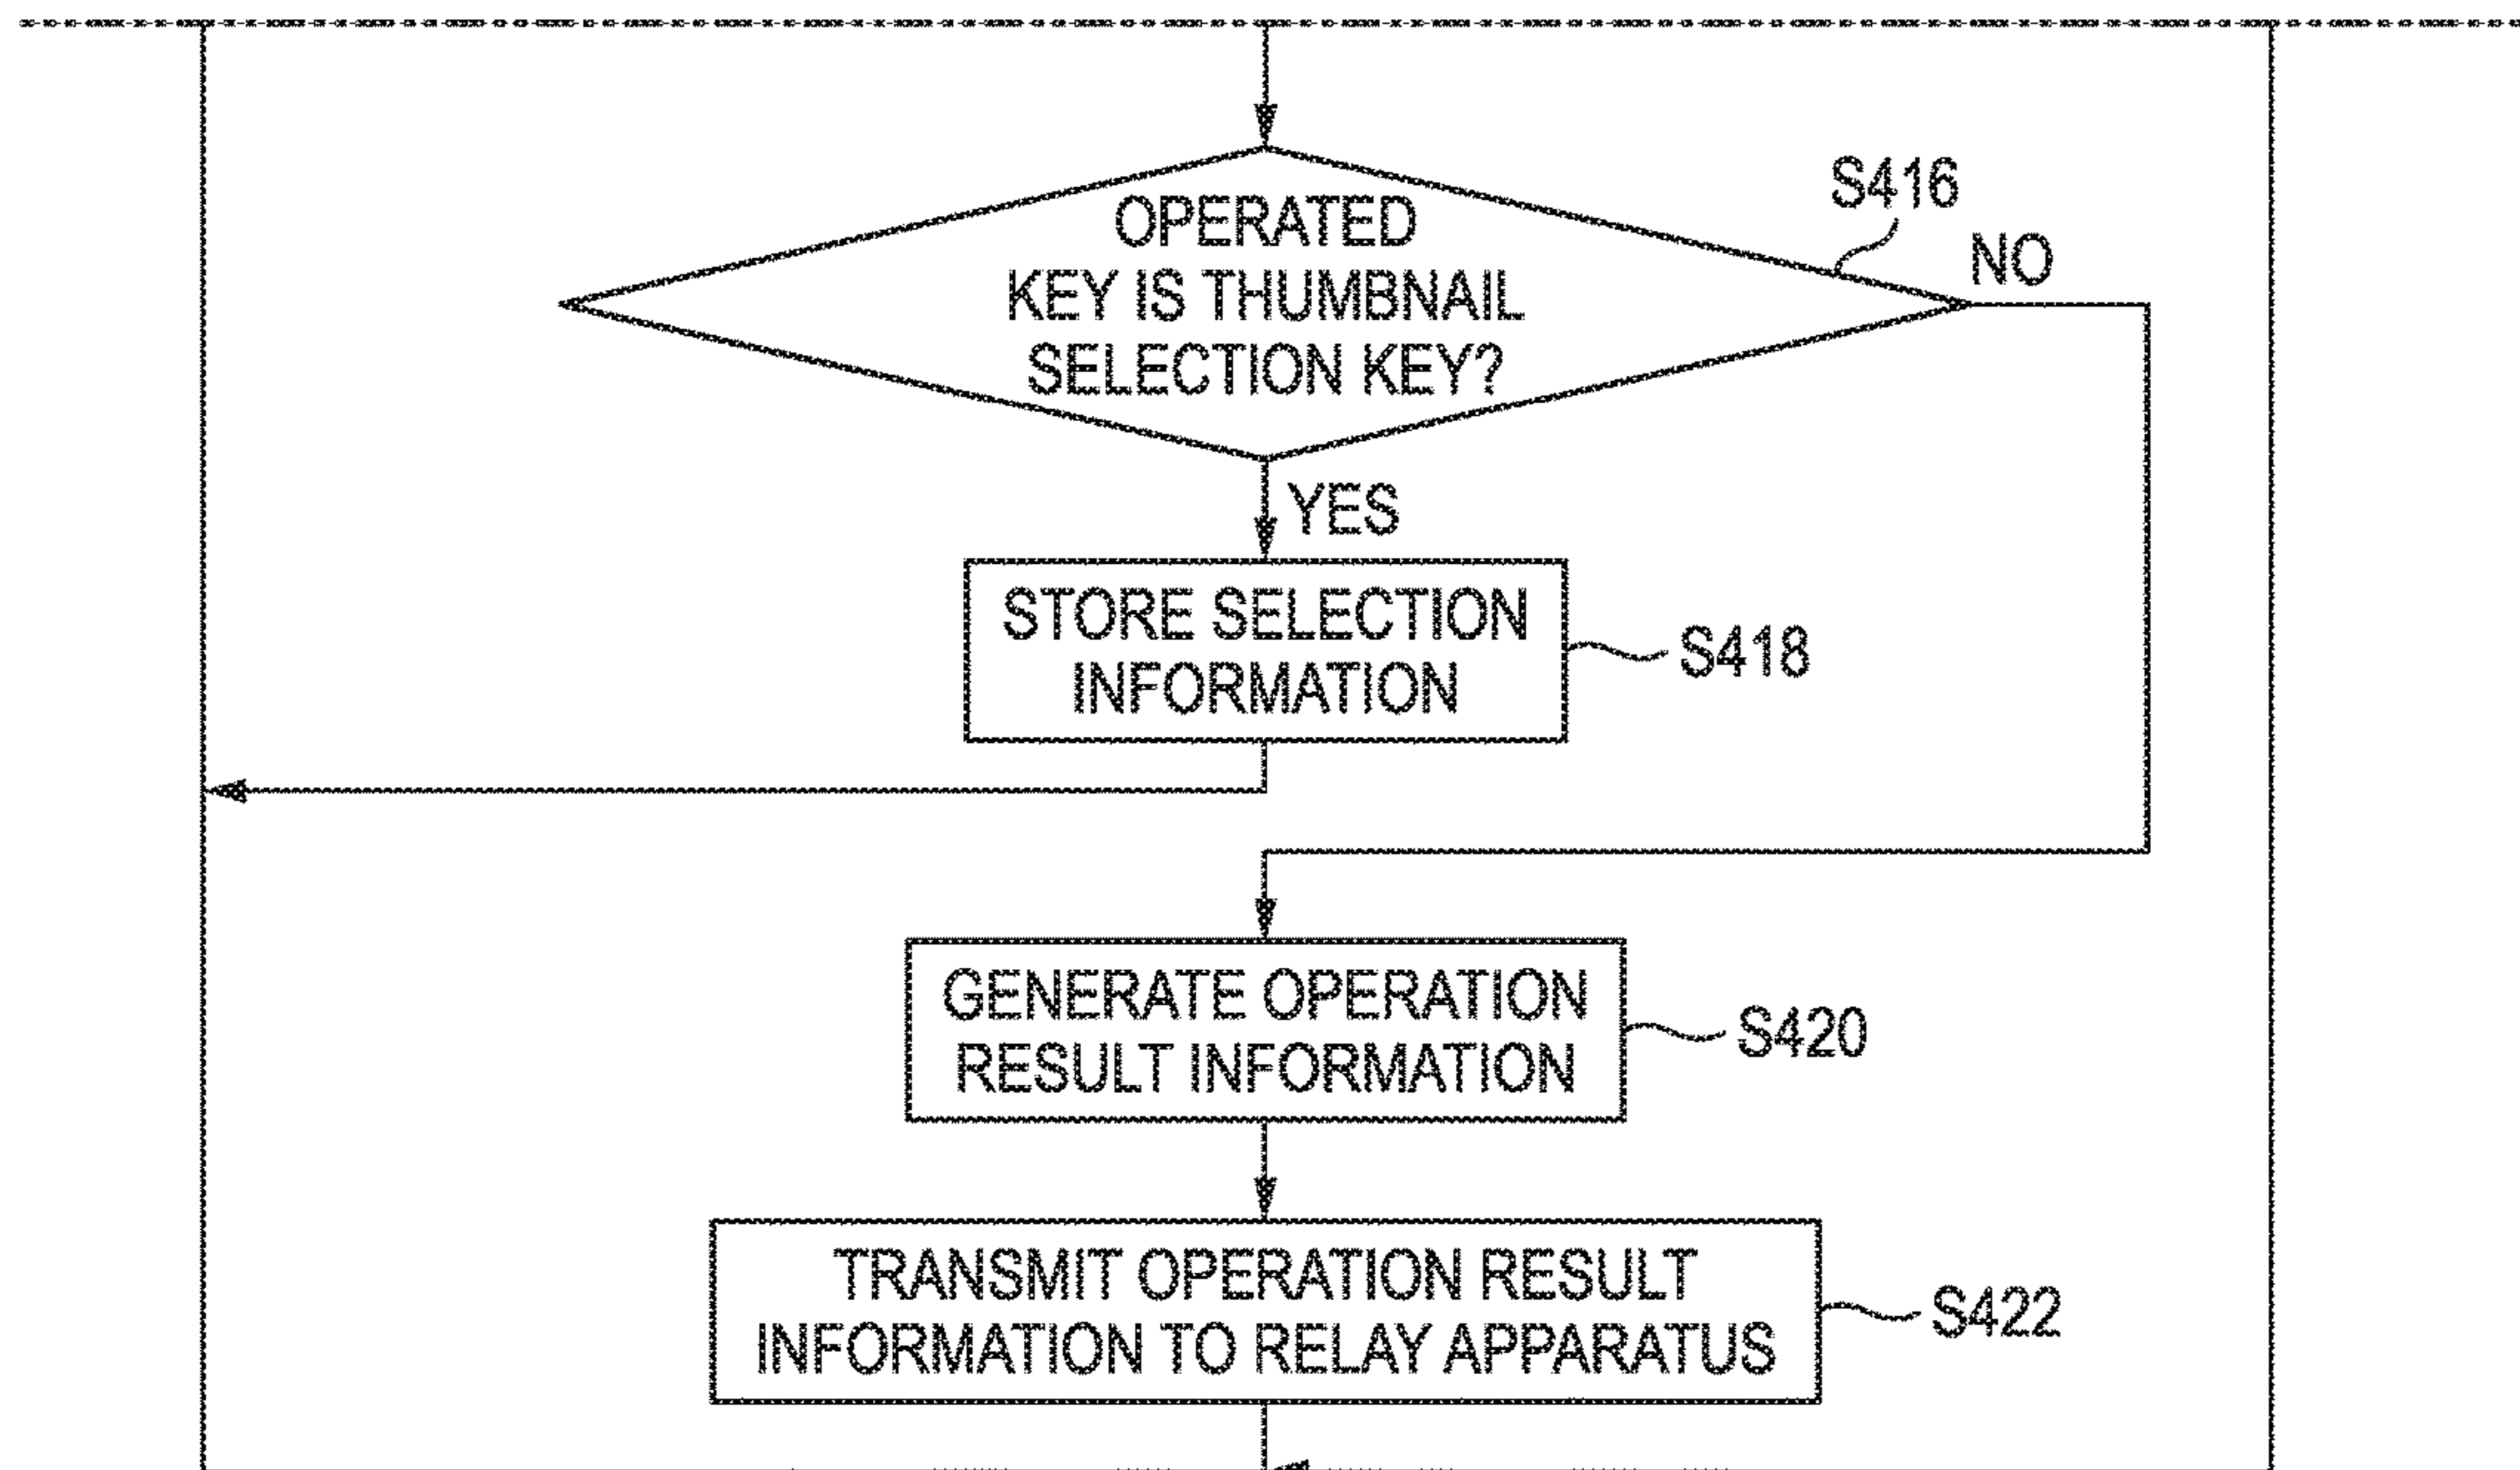 S416
OPERATED
KEY IS THUMBNAIL
SELECTION KEY?
NO
YES
STORE SELECTION
INFORMATION
S418
GENERATE OPERATION
RESULT INFORMATION
S420
TRANSMIT OPERATION RESULT
INFORMATION TO RELAY APPARATUS
S422